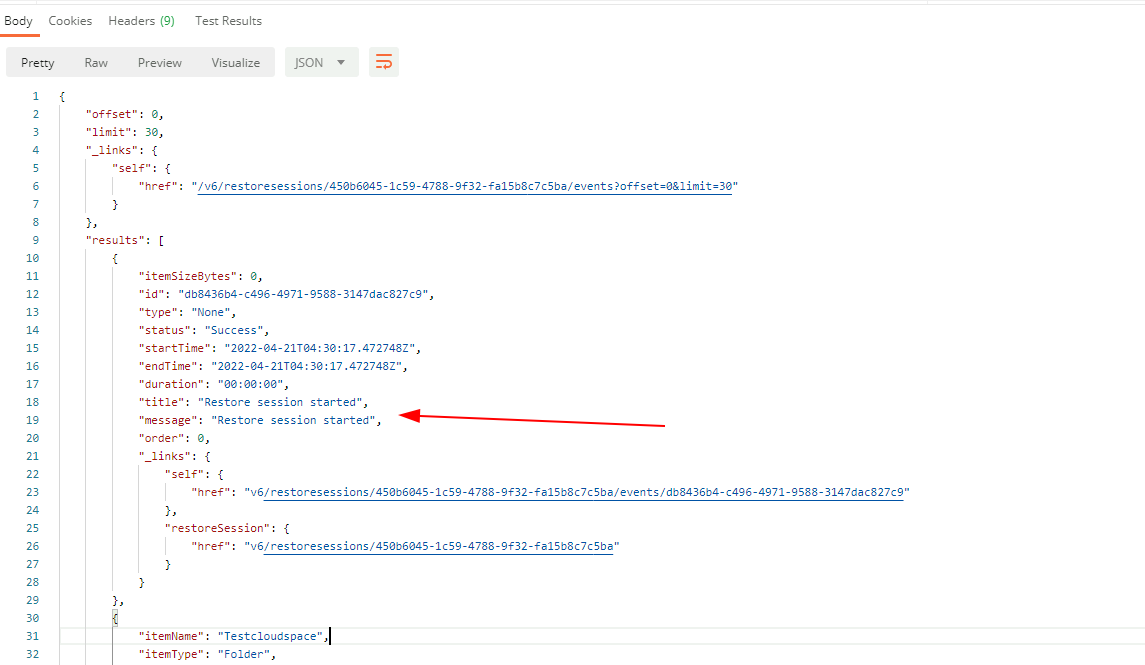 Body Cookies Headers (9) Test Results
Pretty Raw Preview Visualize JSON
1 {
2 "offset": 0,
3 "limit": 30,
4 "_links": {
5 "self": {
6 "href": "/v6/restoresessions/450b6045-1c59-4788-9f32-fa15b8c7c5ba/events?offset=0&limit=30"
7 }
8 },
9 "results": [
10 {
11 "itemSizeBytes": 0,
12 "id": "db8436b4-c496-4971-9588-3147dac827c9",
13 "type": "None",
14 "status": "Success",
15 "startTime": "2022-04-21T04:30:17.472748Z",
16 "endTime": "2022-04-21T04:30:17.472748Z",
17 "duration": "00:00:00",
18 "title": "Restore session started",
19 "message": "Restore session started",
20 "order": 0,
21 "_links": {
22 "self": {
23 "href": "v6/restoresessions/450b6045-1c59-4788-9f32-fa15b8c7c5ba/events/db8436b4-c496-4971-9588-3147dac827c9"
24 },
25 "restoreSession": {
26 "href": "v6/restoresessions/450b6045-1c59-4788-9f32-fa15b8c7c5ba"
27 }
28 }
29 },
30 {
31 "itemName": "Testcloudspace",
32 "itemType": "Folder",